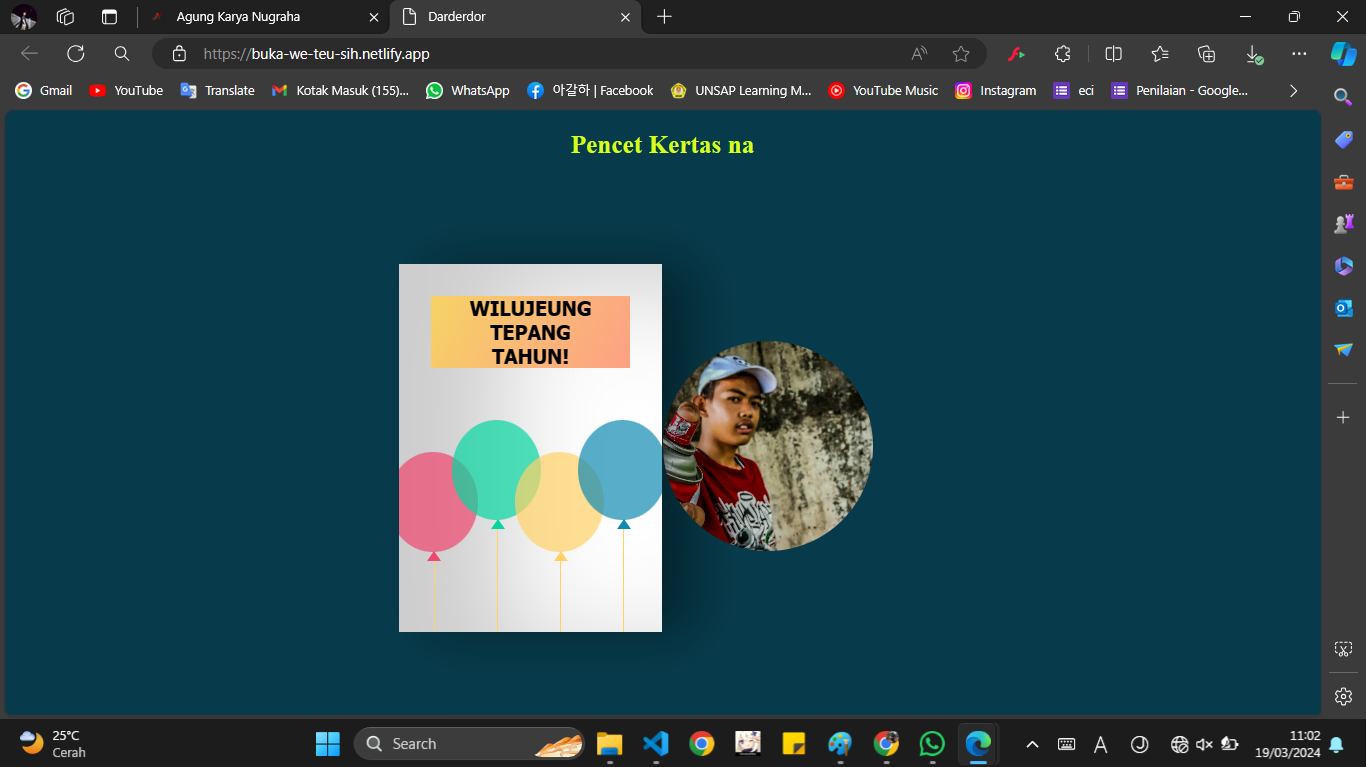 Agung Karya Nugraha
Darderdor
https://buka-we-teu-sih.netlify.app
Gmail
YouTube
Translate
Kotak Masuk (155)...
WhatsApp
아갈하 | Facebook
UNSAP Learning M...
YouTube Music
Instagram
eci
Penilaian - Google...
Pencet Kertas na
WILUJEUNG
TEPANG
TAHUN!
25°C
Cerah
Search
11:02
19/03/2024